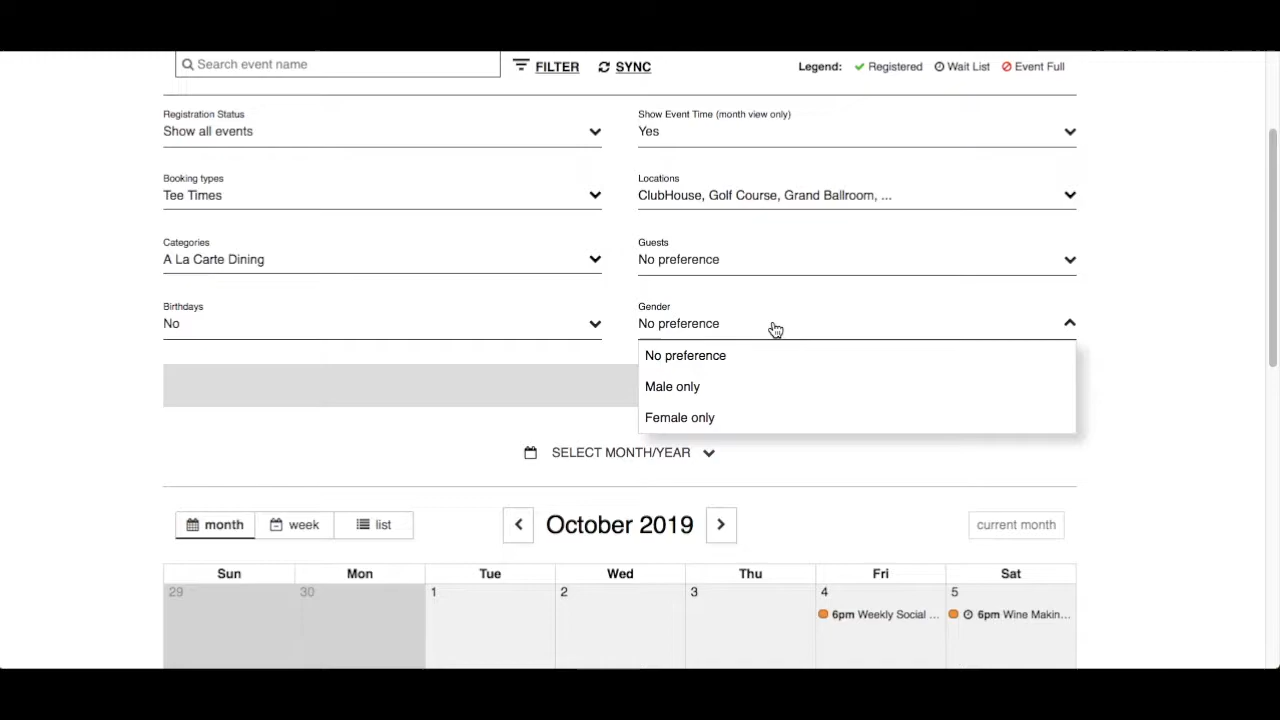 Search event name
FILTER
SYNC
Legend: Registered Wait List Event Full
Registration Status
Show all events
Show Event Time (month view only)
Yes
Booking types
Tee Times
Locations
ClubHouse, Golf Course, Grand Ballroom, ...
Categories
A La Carte Dining
Guests
No preference
Birthdays
No
Gender
No preference
No preference
Male only
Female only
SELECT MONTH/YEAR
month week list
October 2019
current month
Sun Mon Tue Wed Thu Fri Sat
29 30 1 2 3 4 5
6pm Weekly Social ...
6pm Wine Makin...